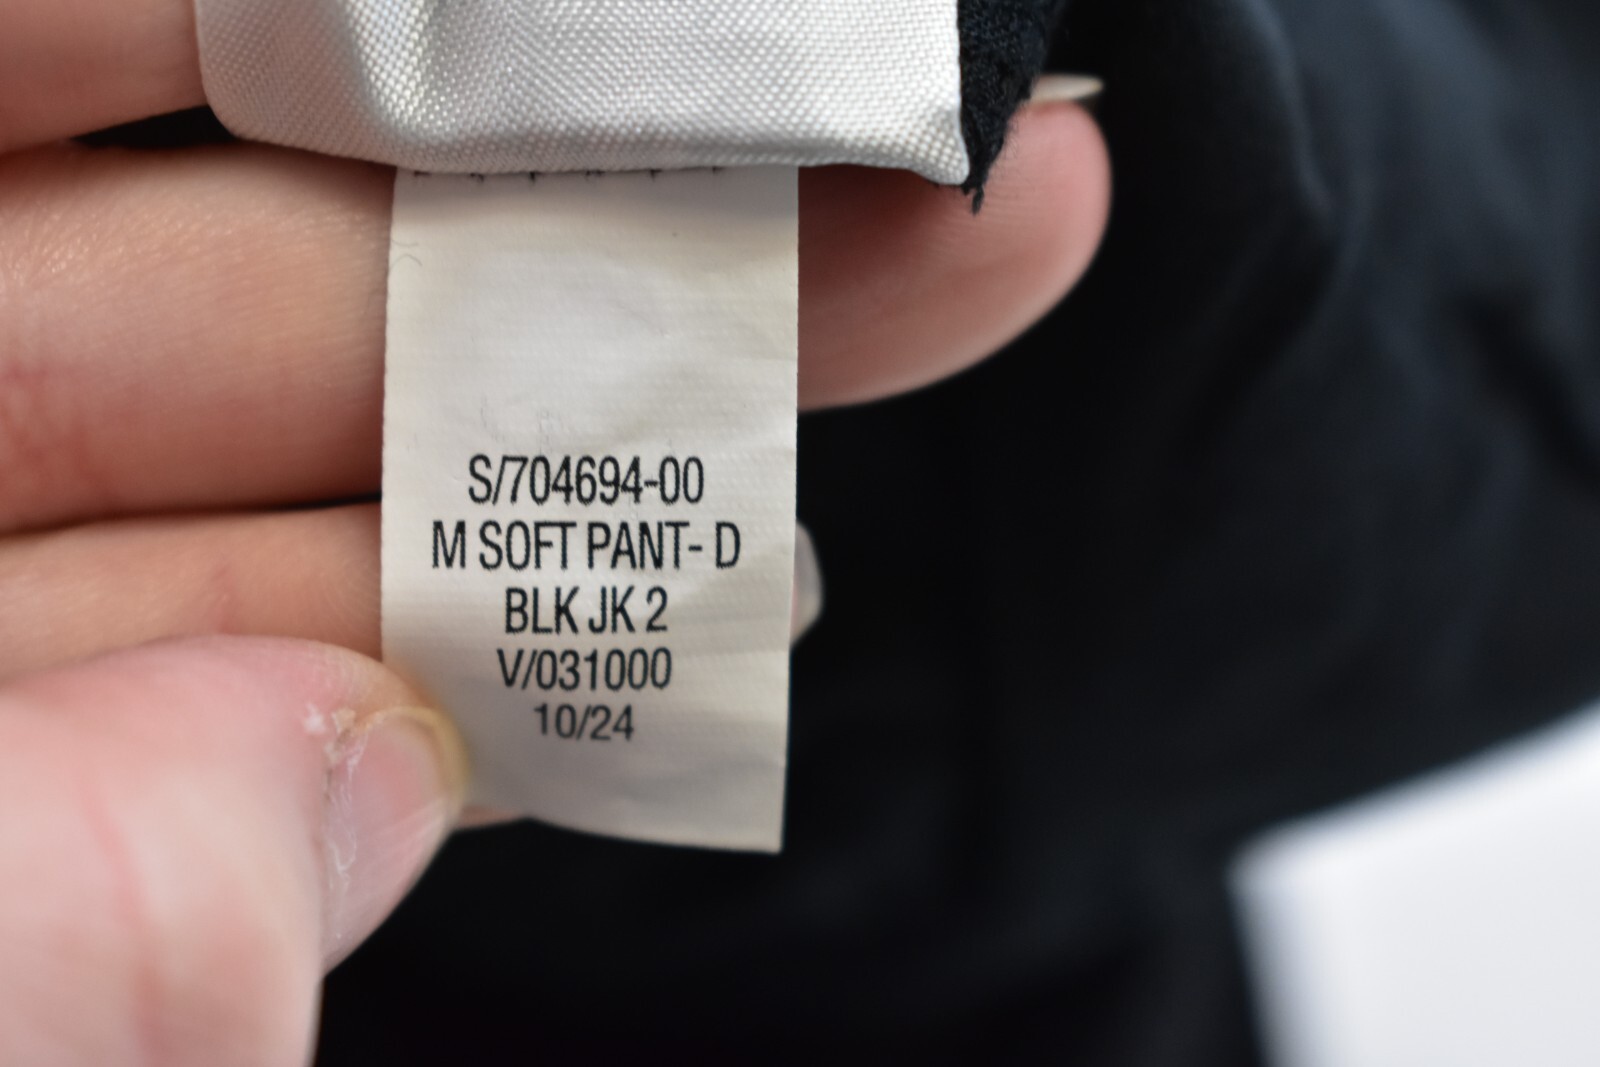 S/704694-00
M SOFT PANT- D
BLK JK 2
V/031000
10/24